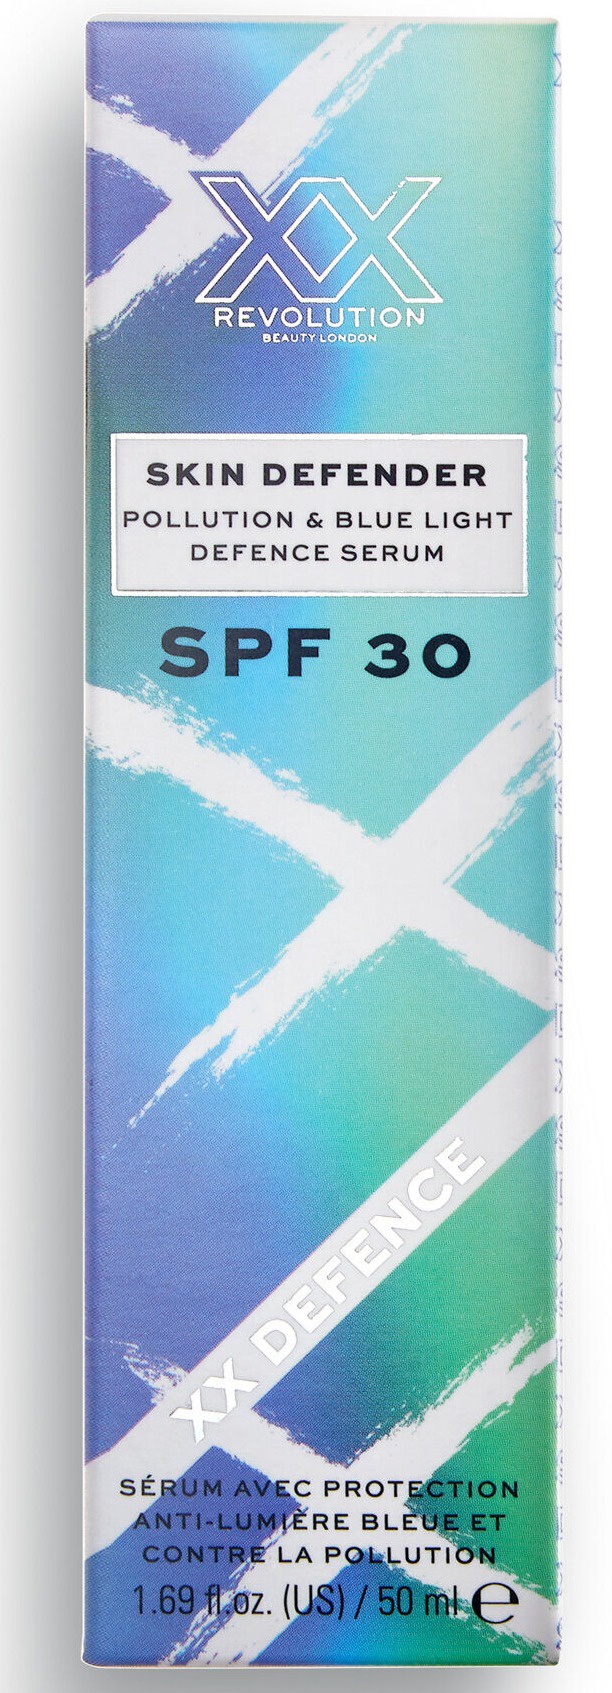 XX
REVOLUTION
BEAUTY LONDON
SKIN DEFENDER
POLLUTION & BLUE LIGHT
DEFENCE SERUM
SPF 30
XX DEFENCE
SÉRUM AVEC PROTECTION
ANTI-LUMIÈRE BLEUE ET
CONTRE LA POLLUTION
1.69 fl.oz. (US) / 50 ml ℮